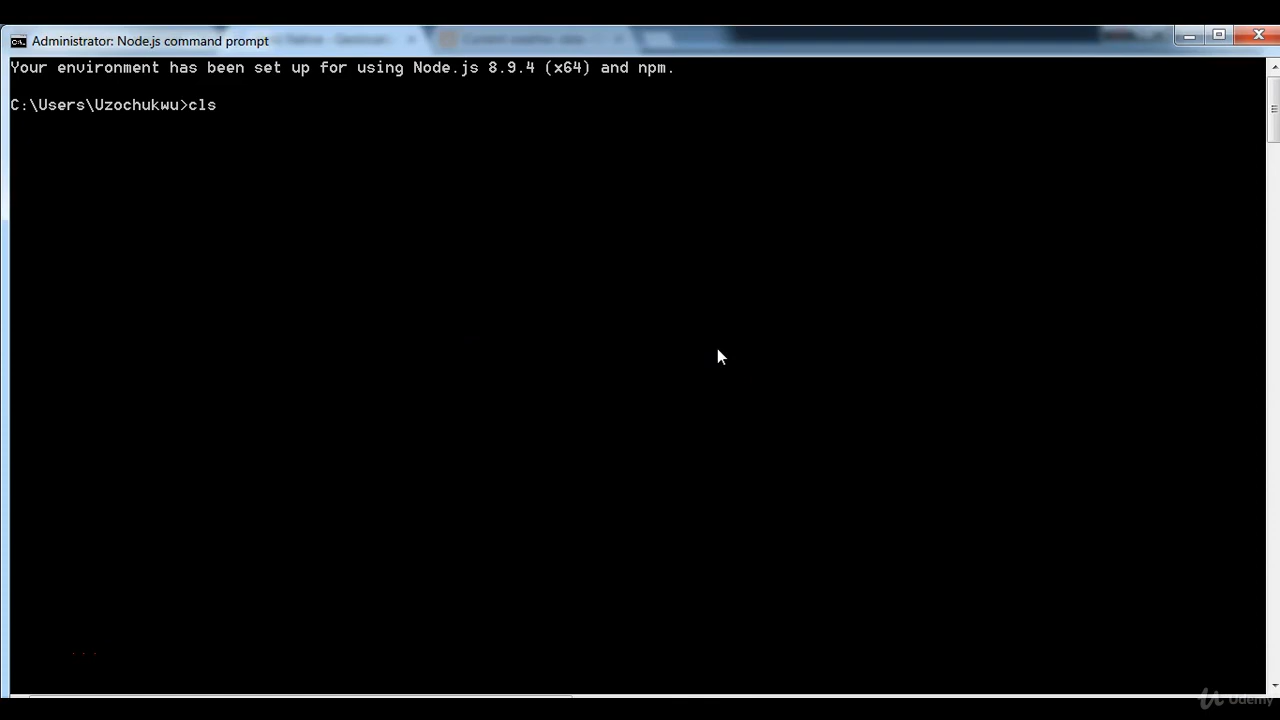 Administrator: Node.js command prompt
Your environment has been set up for using Node.js 8.9.4 (x64) and npm.
C:\Users\Uzochukwu>cls
Udemy